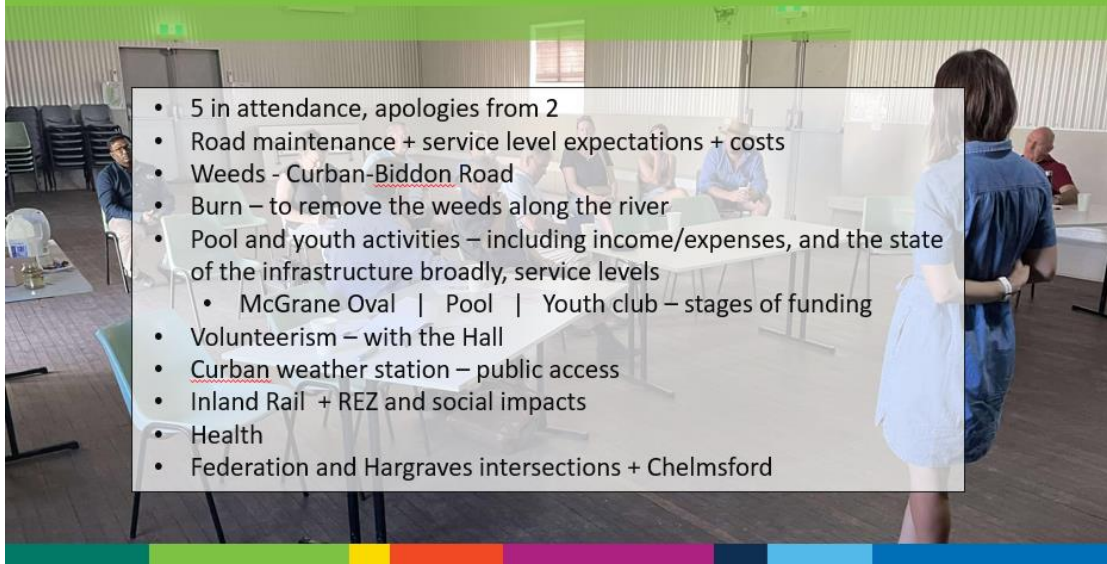 • 5 in attendance, apologies from 2
• Road maintenance + service level expectations + costs
• Weeds - Curban-Biddon Road
• Burn – to remove the weeds along the river
• Pool and youth activities – including income/expenses, and the state
of the infrastructure broadly, service levels
• McGrane Oval | Pool | Youth club – stages of funding
• Volunteerism – with the Hall
• Curban weather station – public access
• Inland Rail + REZ and social impacts
• Health
• Federation and Hargraves intersections + Chelmsford